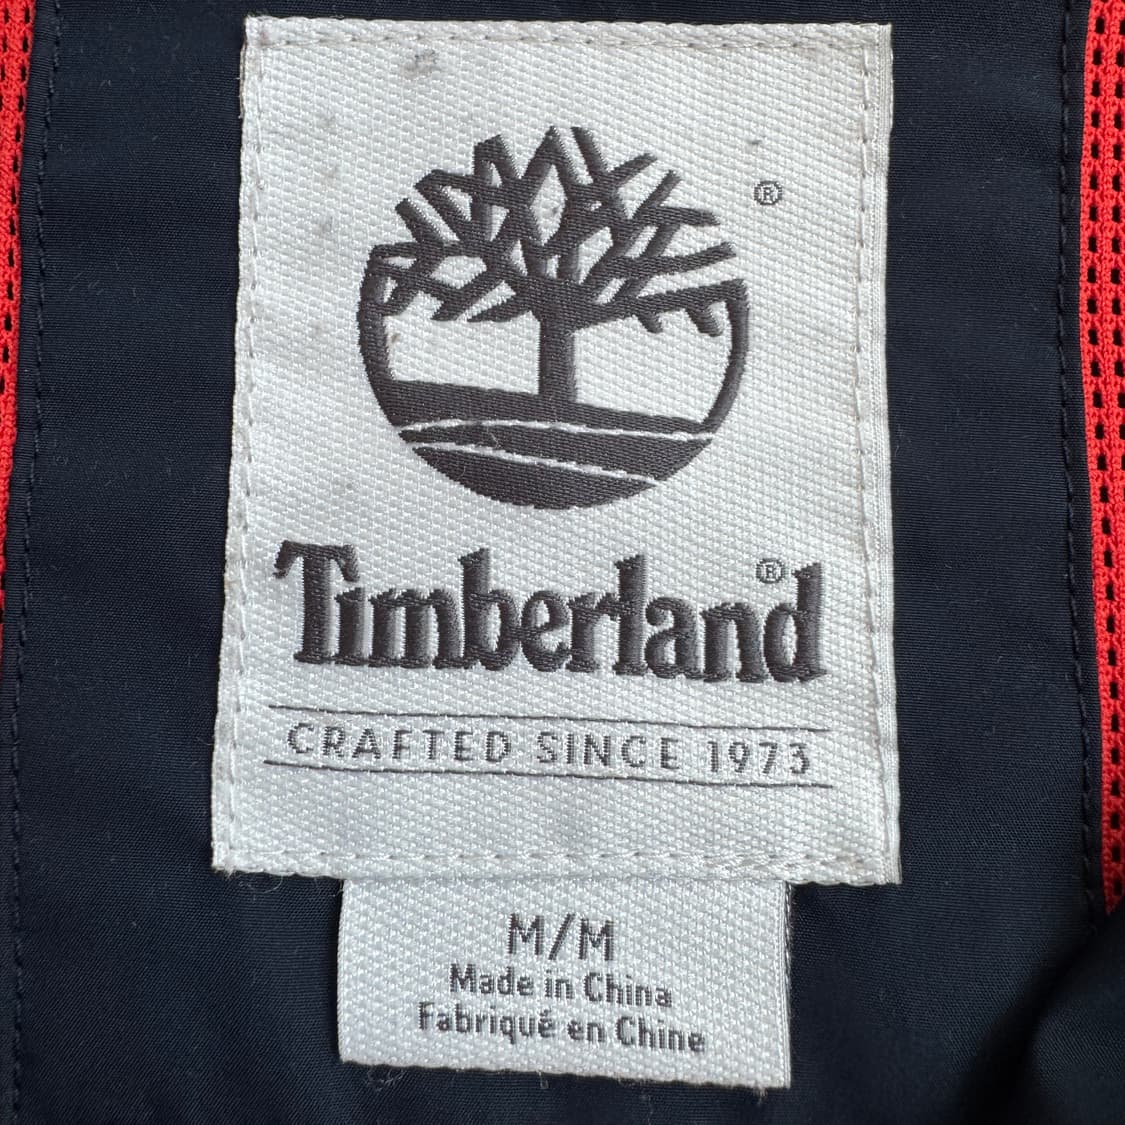 ®
Timberland®
CRAFTED SINCE 1973
M/M
Made in China
Fabriqué en Chine